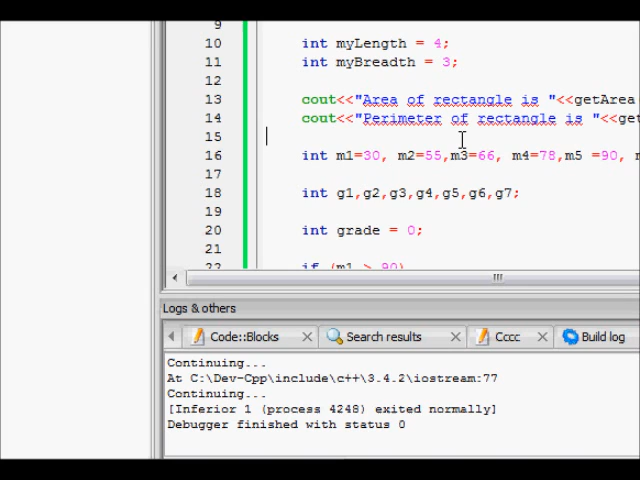 9
10 int myLength = 4;
11 int myBreadth = 3;
12
13 cout<<"Area of rectangle is "<<getArea
14 cout<<"Perimeter of rectangle is "<<get
15
16 int m1=30, m2=55,m3=66, m4=78,m5 =90,
17
18 int g1,g2,g3,g4,g5,g6,g7;
19
20 int grade = 0;
21
22 if (m1 > 90)
Logs & others
Code::Blocks Search results Cccc Build log
Continuing...
At C:\Dev-Cpp\include\c++\3.4.2\iostream:77
Continuing...
[Inferior 1 (process 4248) exited normally]
Debugger finished with status 0